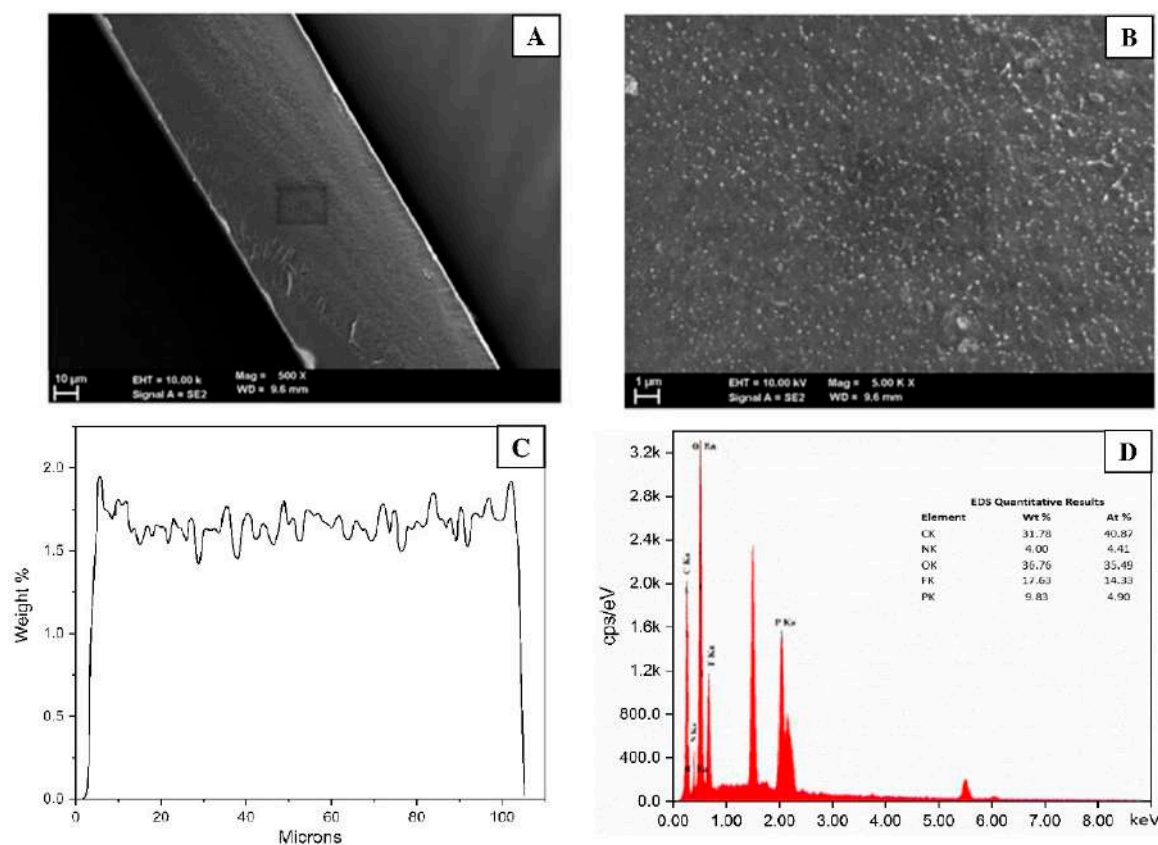 A
10 µm
EHT = 10.00 k
Signal A = SE2
Mag = 500 X
WD = 9.6 mm
B
1 µm
EHT = 10.00 kV
Signal A = SE2
Mag = 5.00 K X
WD = 9.6 mm
C
Weight %
2.0
1.5
1.0
0.5
0.0
0
20
40
60
80
100
Microns
D
cps/eV
3.2k
2.8k
2.4k
2.0k
1.6k
1.2k
800.0
400.0
0.0
C Ka
O Ka
F Ka
P Ka
EDS Quantitative Results
Element Wt % At %
CK 31.78 40.87
NK 4.00 4.41
OK 36.76 35.49
FK 17.63 14.33
PK 9.83 4.90
0.00 1.00 2.00 3.00 4.00 5.00 6.00 7.00 8.00 keV